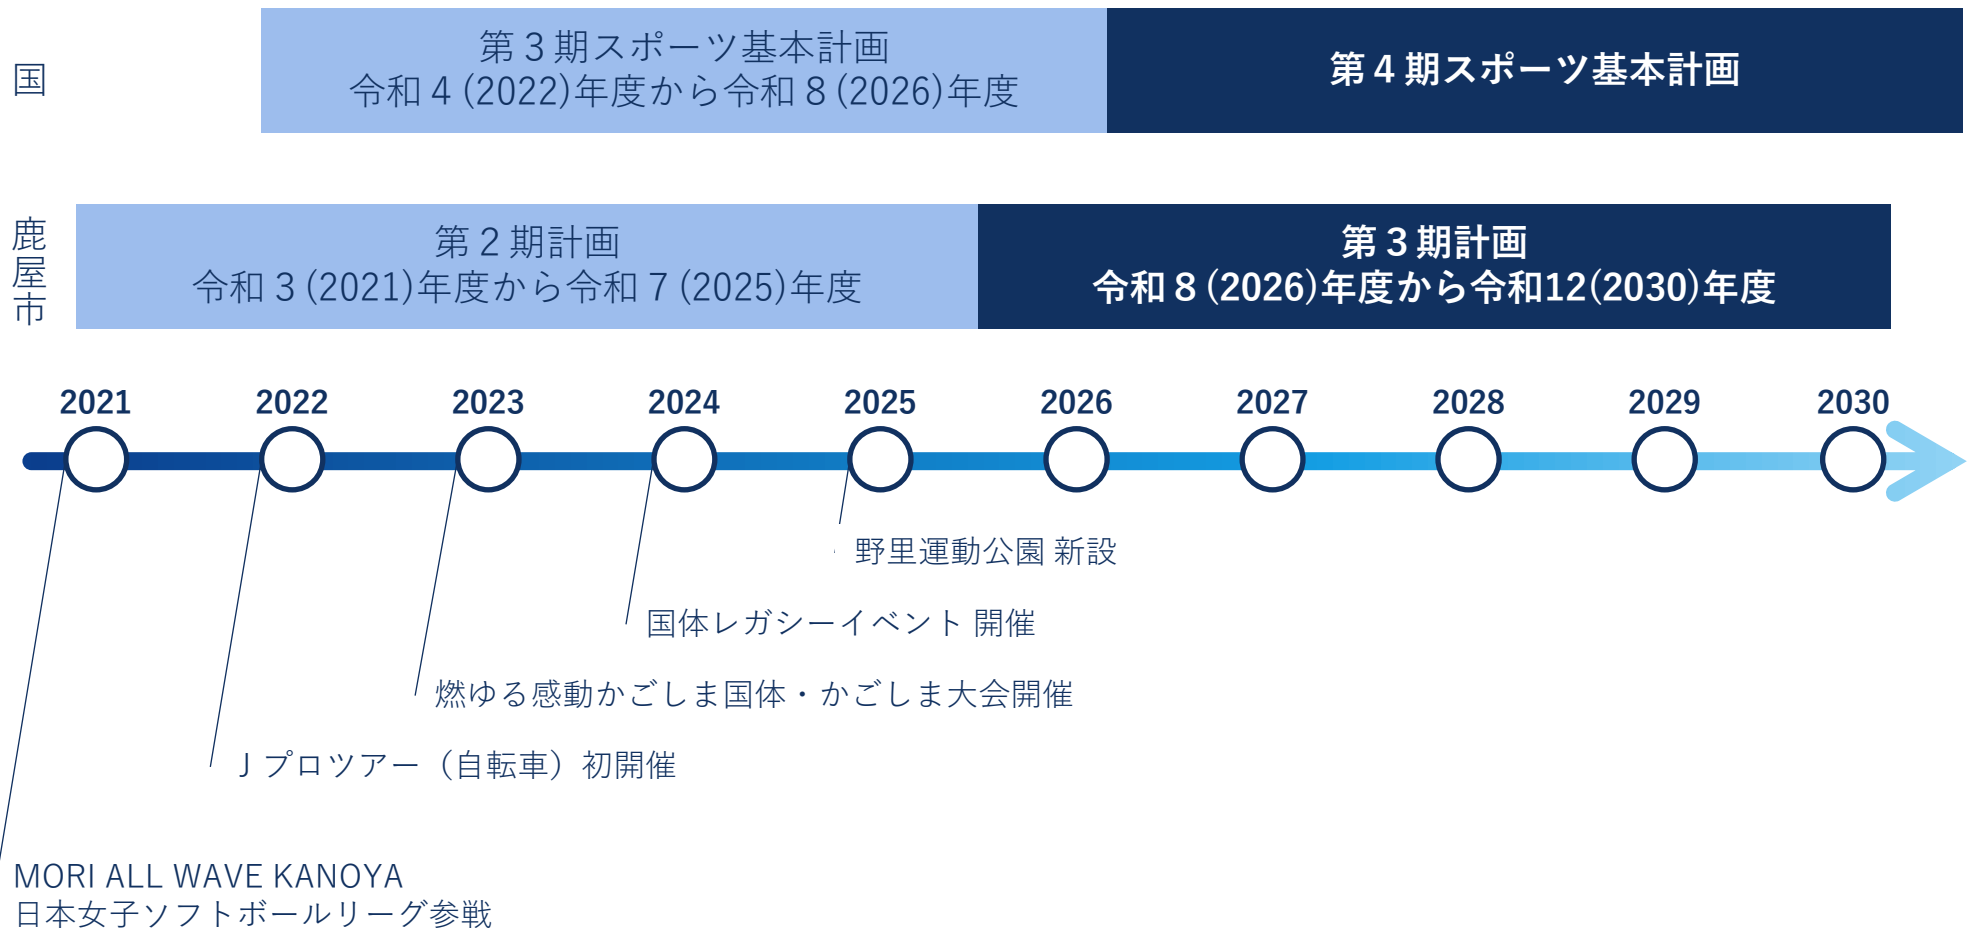 国
第３期スポーツ基本計画
令和４(2022)年度から令和８(2026)年度
第４期スポーツ基本計画
鹿屋市
第２期計画
令和３(2021)年度から令和７(2025)年度
第３期計画
令和８(2026)年度から令和12(2030)年度
2021 2022 2023 2024 2025 2026 2027 2028 2029 2030
野里運動公園 新設
国体レガシーイベント 開催
燃ゆる感動かごしま国体・かごしま大会開催
Ｊプロツアー（自転車）初開催
MORI ALL WAVE KANOYA
日本女子ソフトボールリーグ参戦